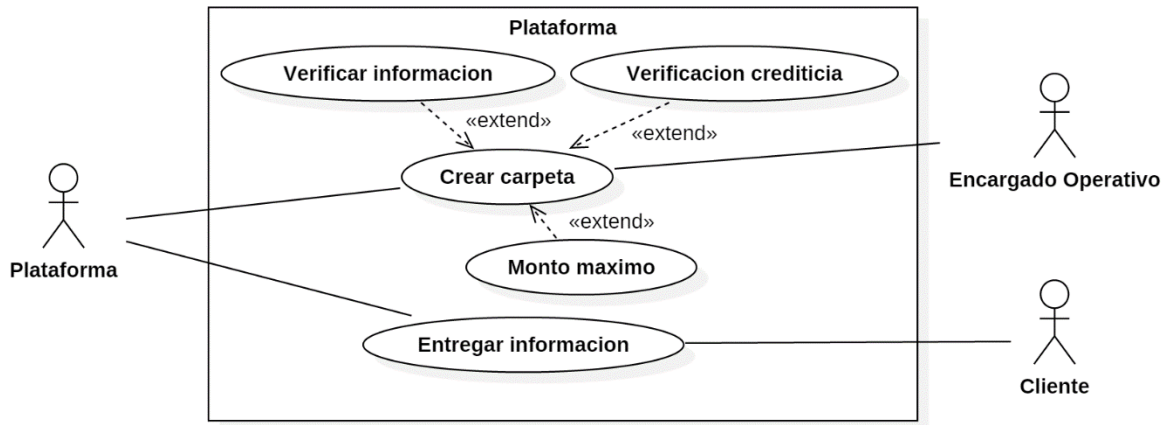 Plataforma
Verificar informacion
Verificacion crediticia
«extend»
«extend»
Crear carpeta
Encargado Operativo
«extend»
Plataforma
Monto maximo
Entregar informacion
Cliente